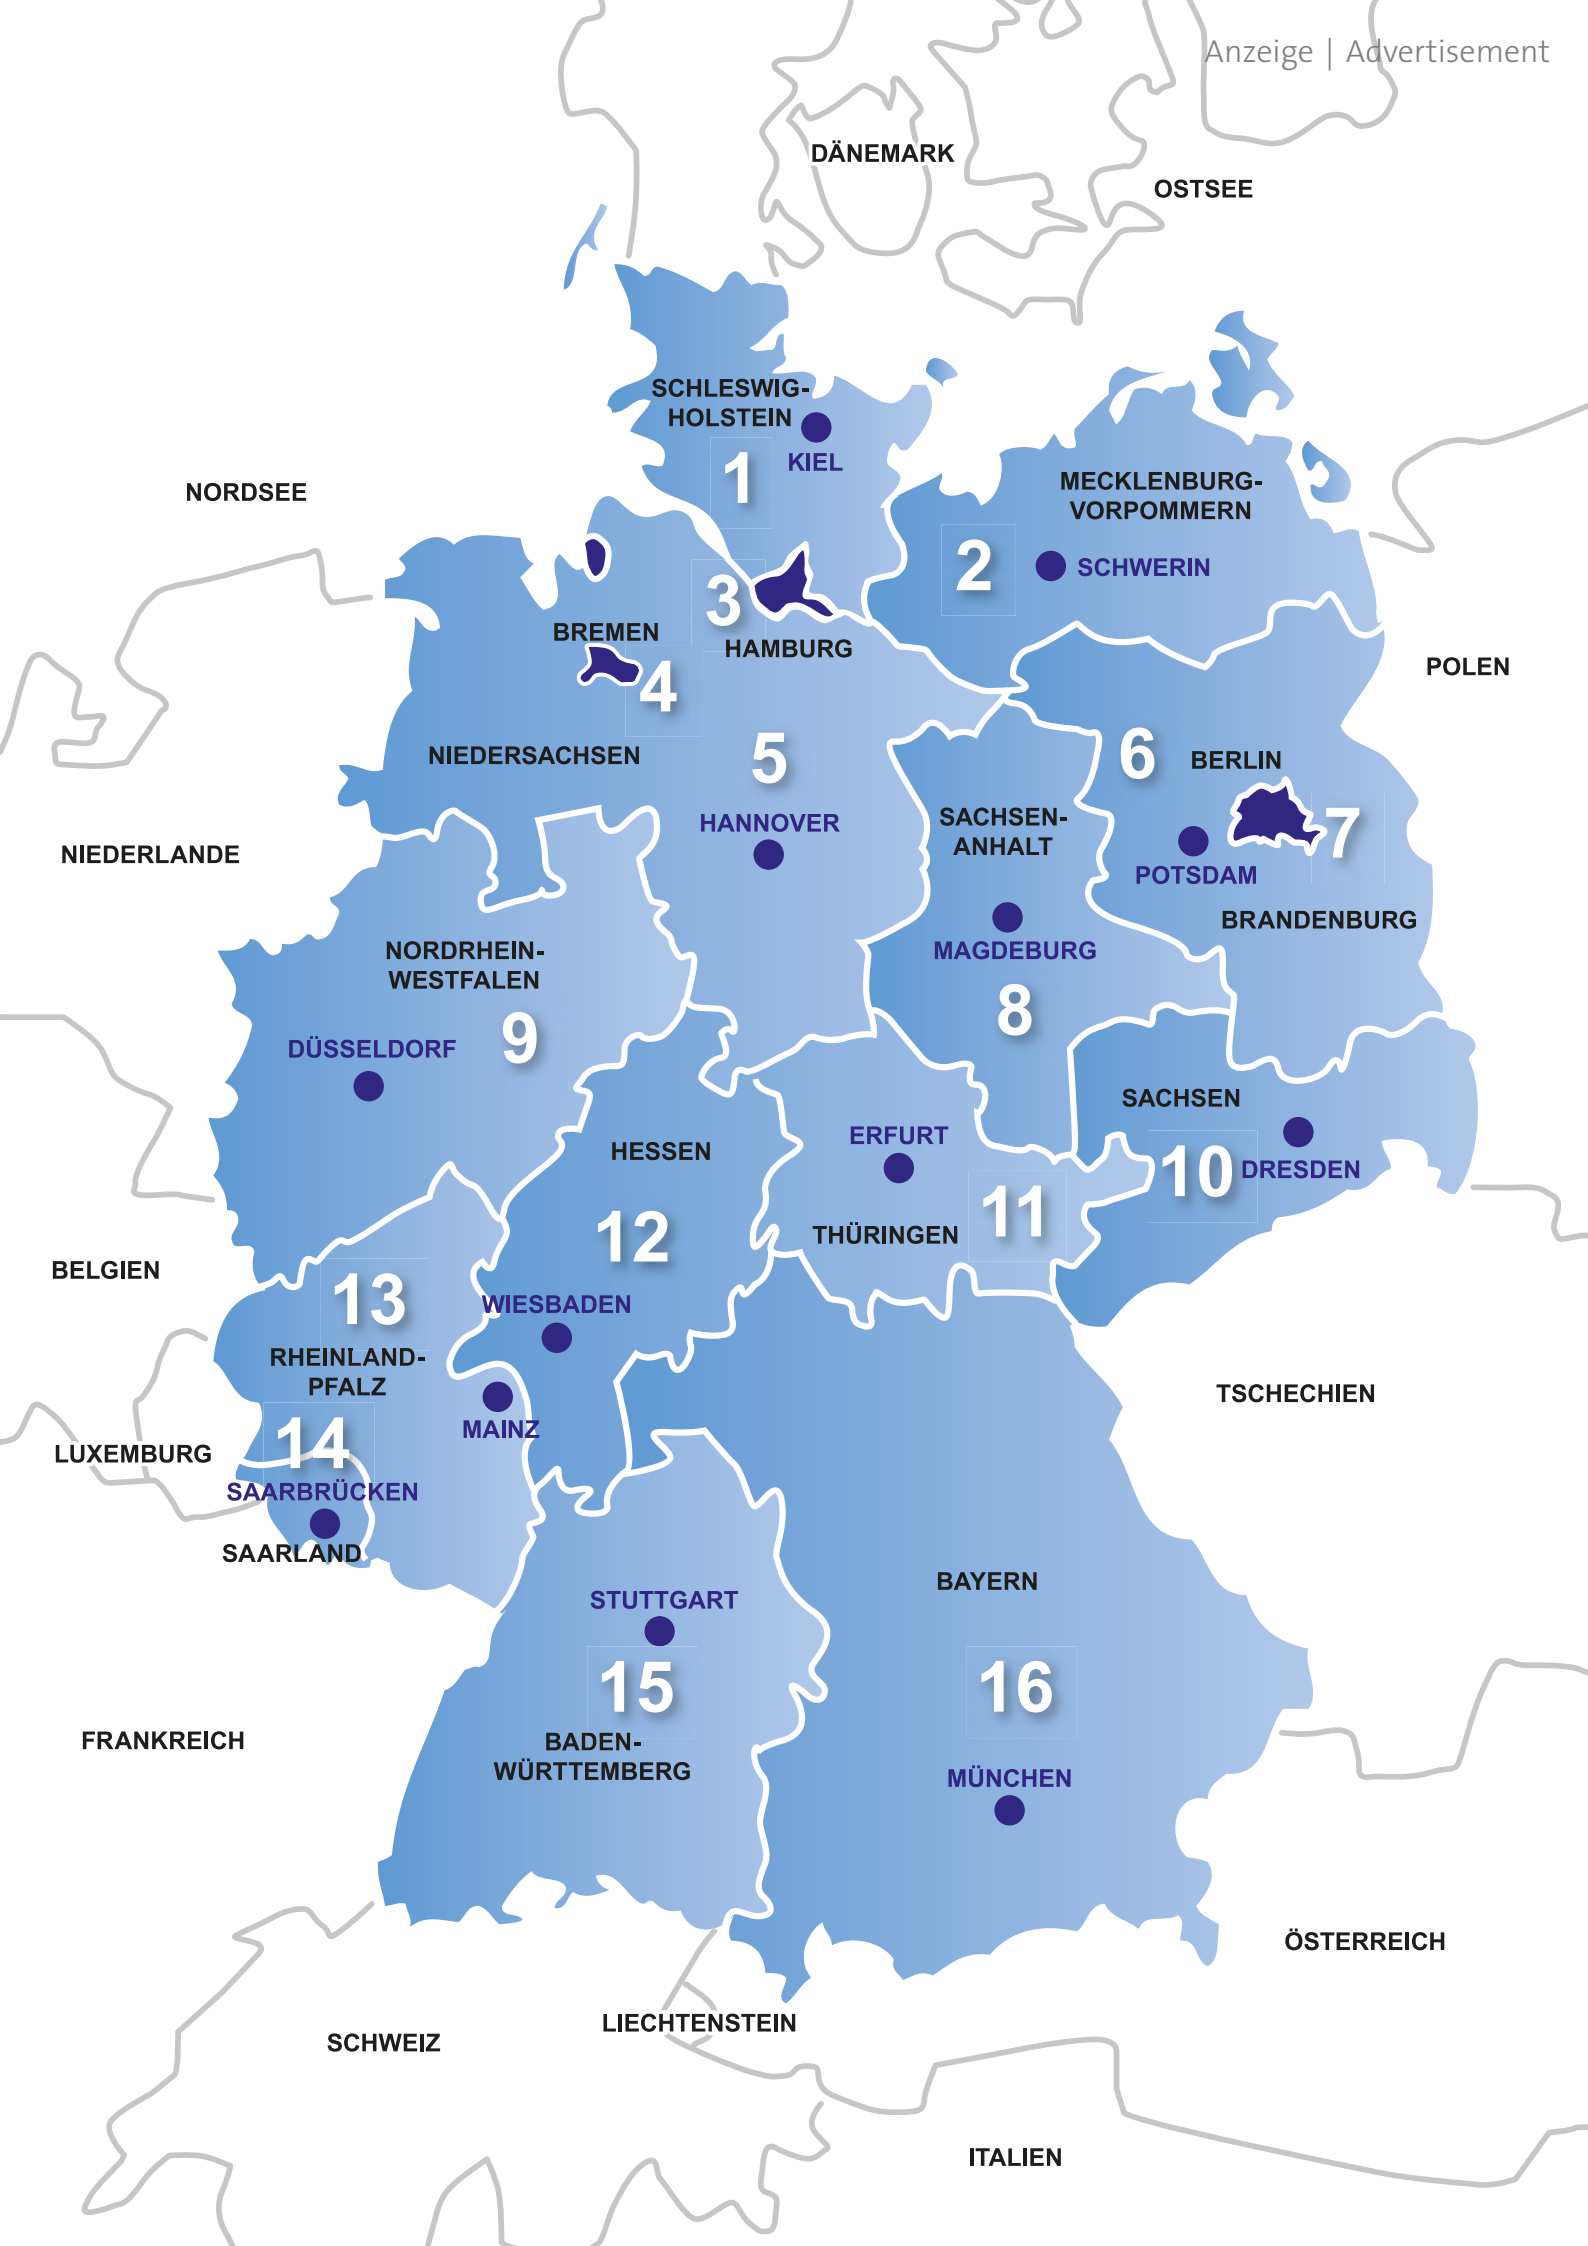 Anzeige | Advertisement
DÄNEMARK
OSTSEE
SCHLESWIG-
HOLSTEIN
KIEL
1
NORDSEE
MECKLENBURG-
VORPOMMERN
2
SCHWERIN
3
HAMBURG
BREMEN
4
POLEN
NIEDERSACHSEN
5
HANNOVER
6
BERLIN
7
POTSDAM
BRANDENBURG
SACHSEN-
ANHALT
MAGDEBURG
8
NIEDERLANDE
NORDRHEIN-
WESTFALEN
9
DÜSSELDORF
SACHSEN
10
DRESDEN
ERFURT
11
THÜRINGEN
HESSEN
12
WIESBADEN
BELGIEN
13
RHEINLAND-
PFALZ
MAINZ
TSCHECHIEN
LUXEMBURG
14
SAARBRÜCKEN
SAARLAND
STUTTGART
15
BADEN-
WÜRTTEMBERG
BAYERN
16
MÜNCHEN
FRANKREICH
ÖSTERREICH
LIECHTENSTEIN
SCHWEIZ
ITALIEN